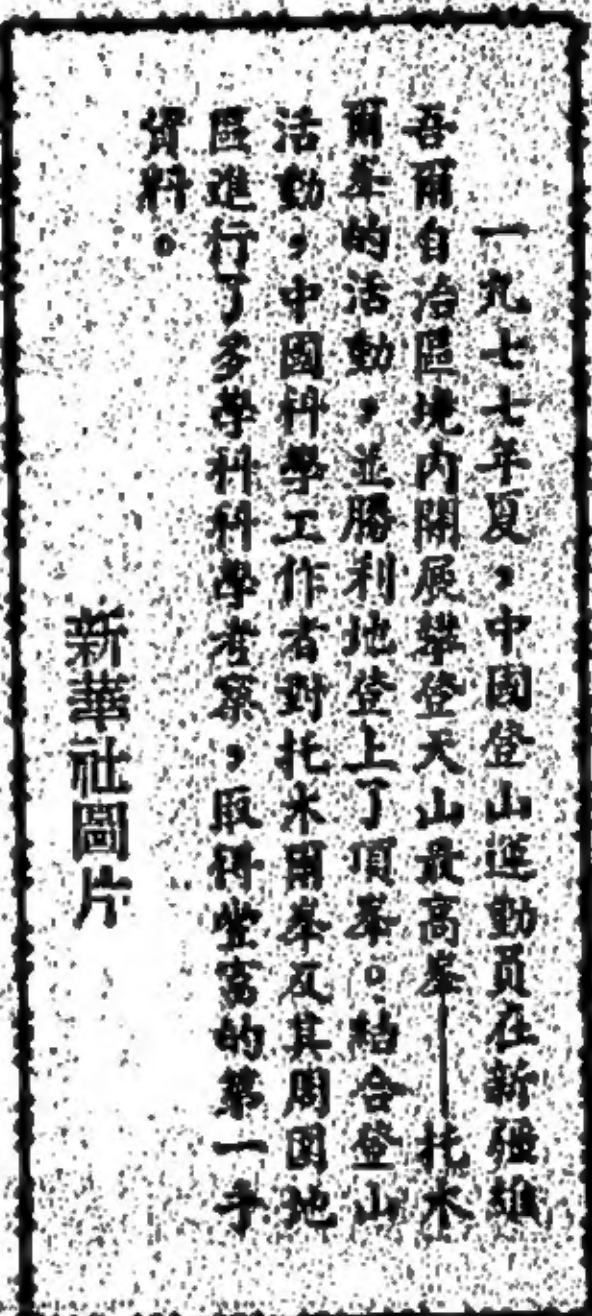 一九七七年夏，中國登山運動員在新疆維
吾爾自治區境內開展攀登天山最高峯——托木
爾峯的活動，並勝利地登上了頂峯。結合登山
活動，中國科學工作者對托木爾峯及其周圍地
區進行了多學科科學考察，取得豐富的第一手
資料。
新華社圖片